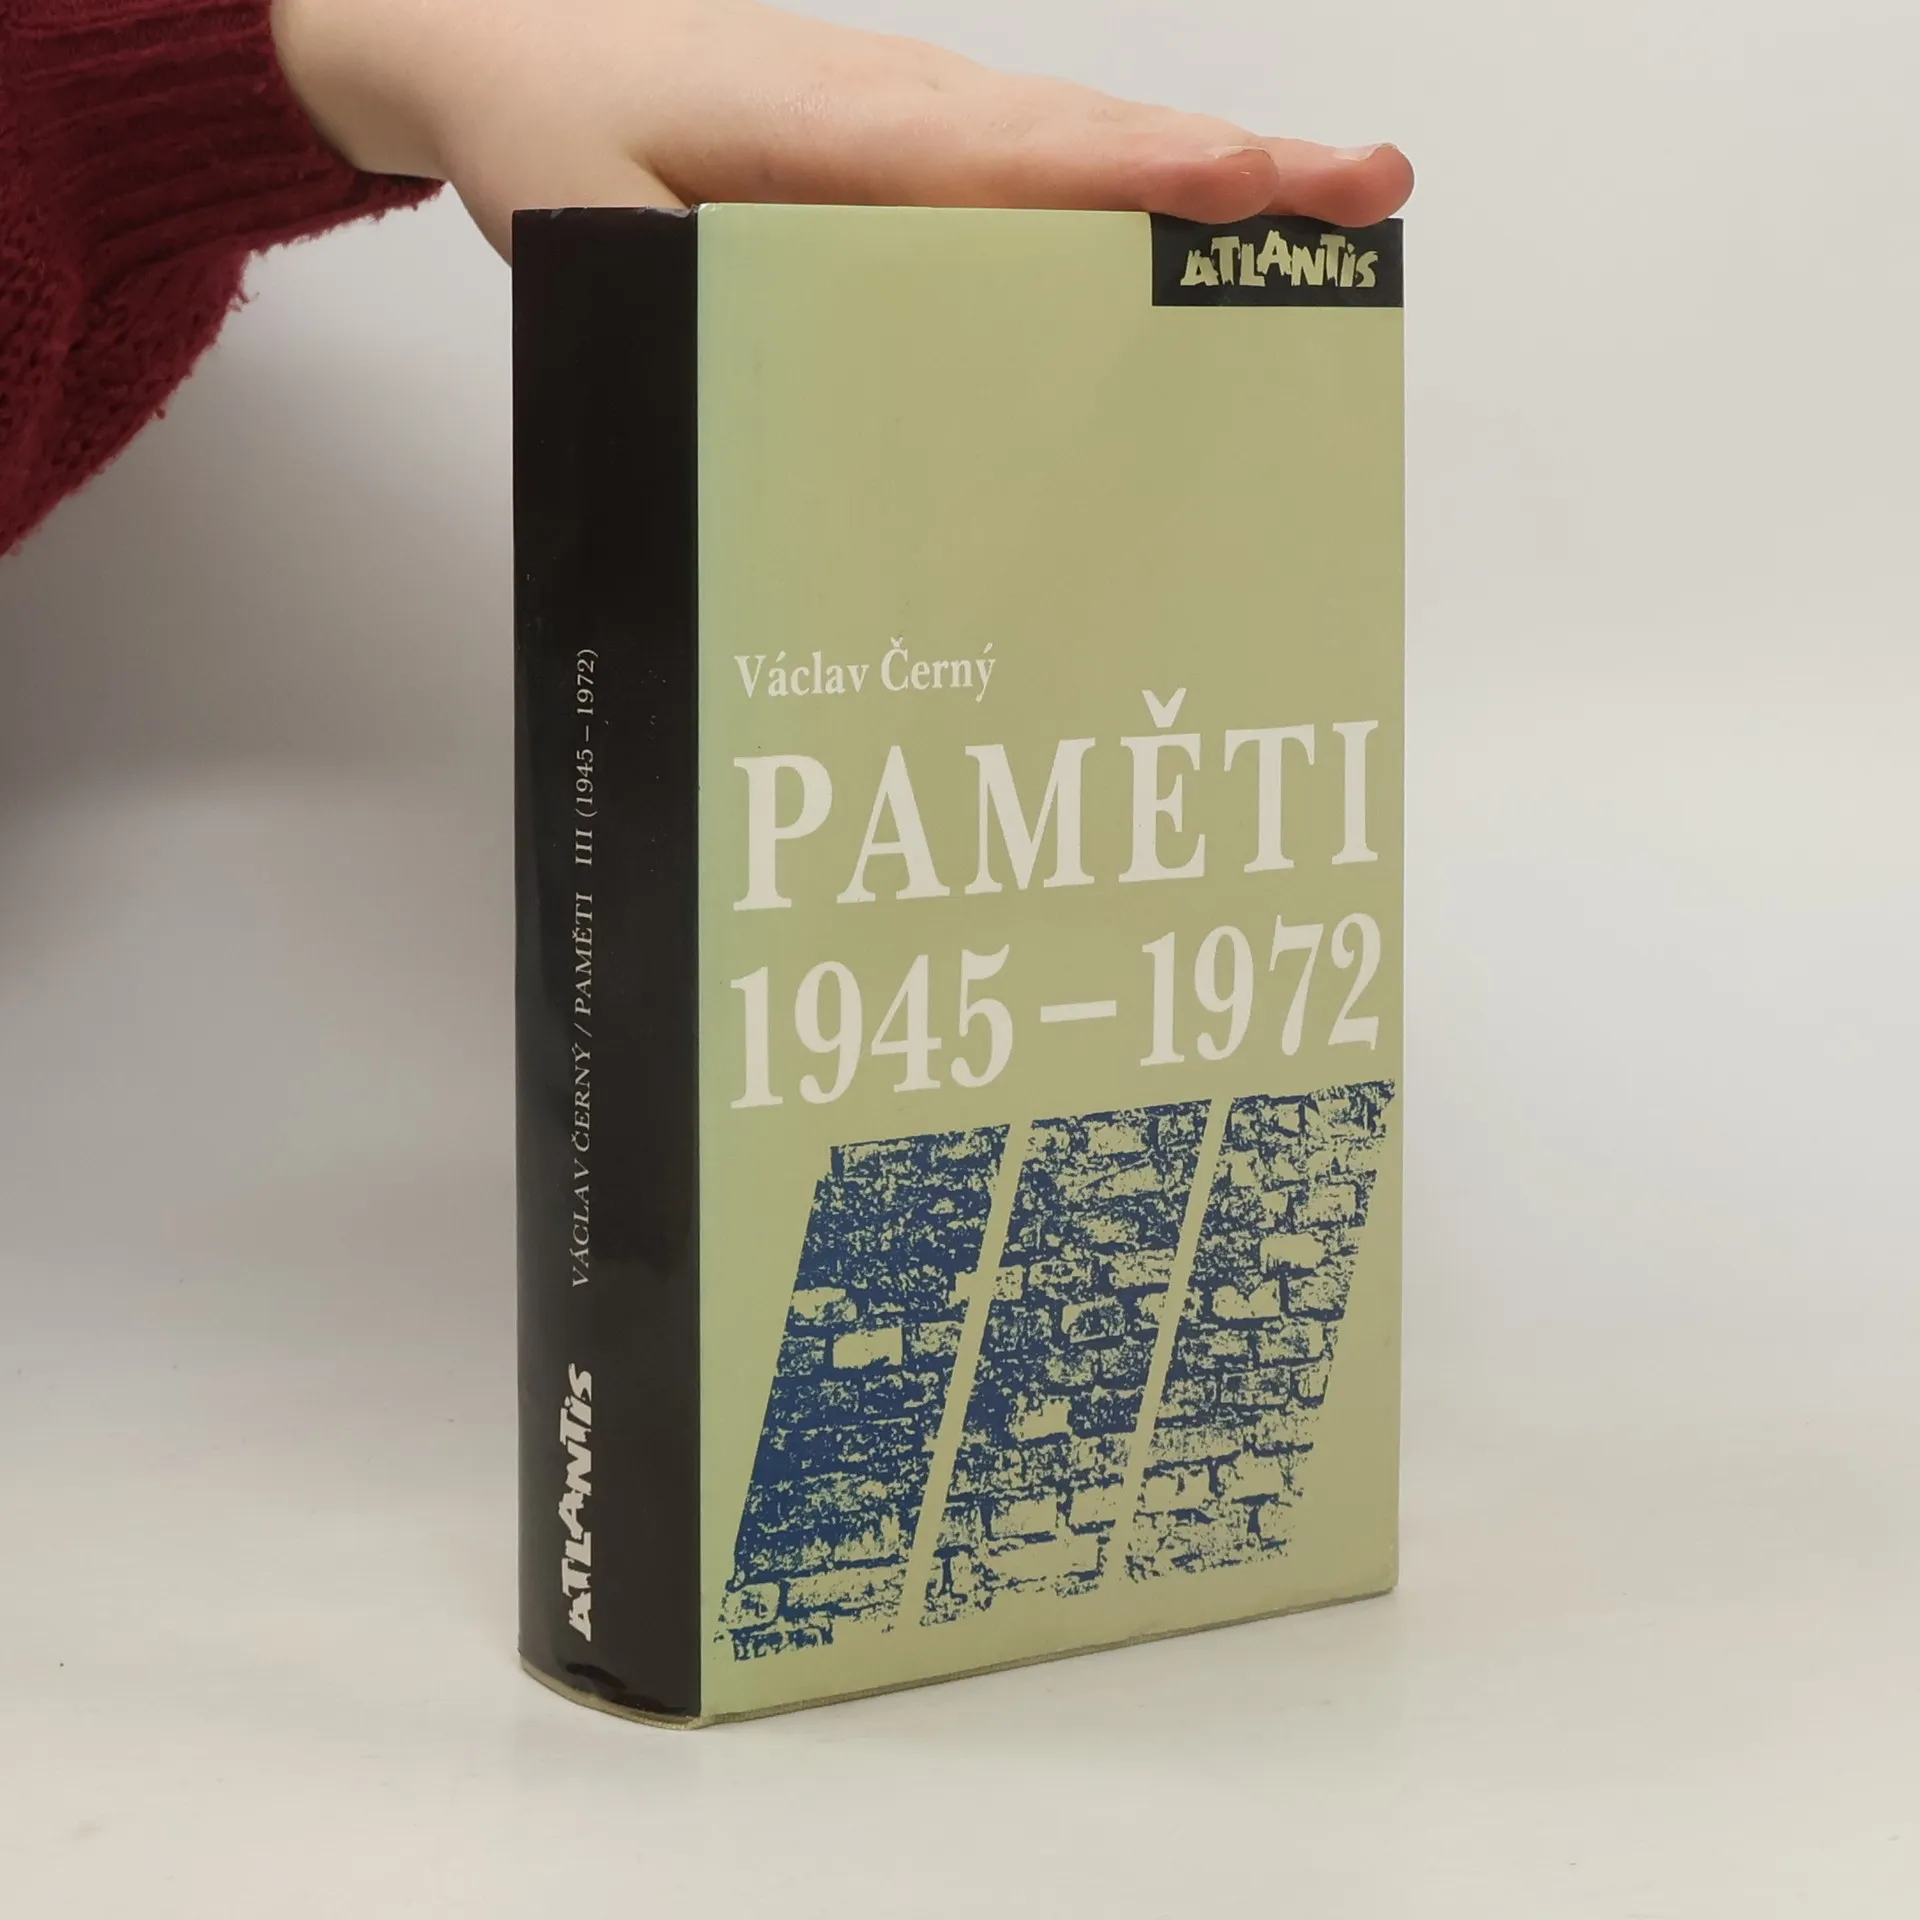 ATLANTIS
Václav Černý
PAMĚTI
1945–1972
VÁCLAV ČERNÝ / PAMĚTI III (1945 – 1972)
ATLANTIS